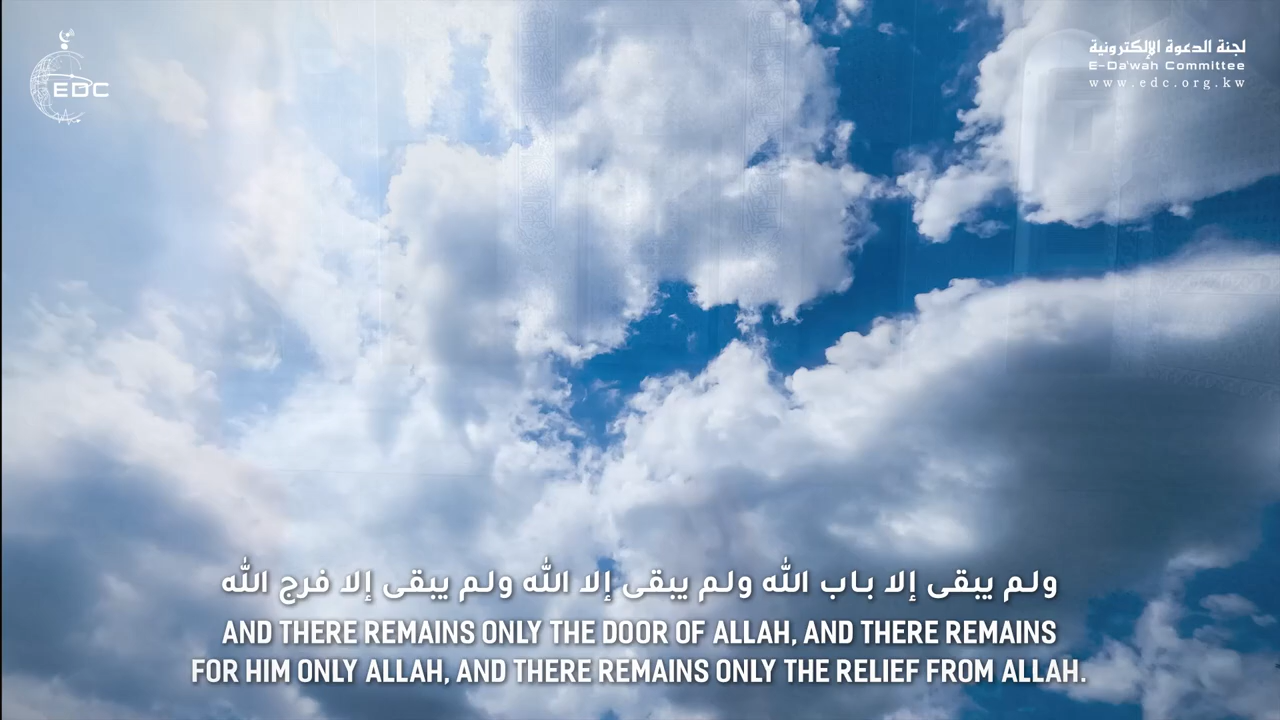 EDC
لجنة الدعوة الإلكترونية
E-Da'wah Committee
www.edc.org.kw
ولم يبقى إلا باب الله ولم يبقى إلا الله ولم يبقى إلا فرج الله
AND THERE REMAINS ONLY THE DOOR OF ALLAH, AND THERE REMAINS
FOR HIM ONLY ALLAH, AND THERE REMAINS ONLY THE RELIEF FROM ALLAH.